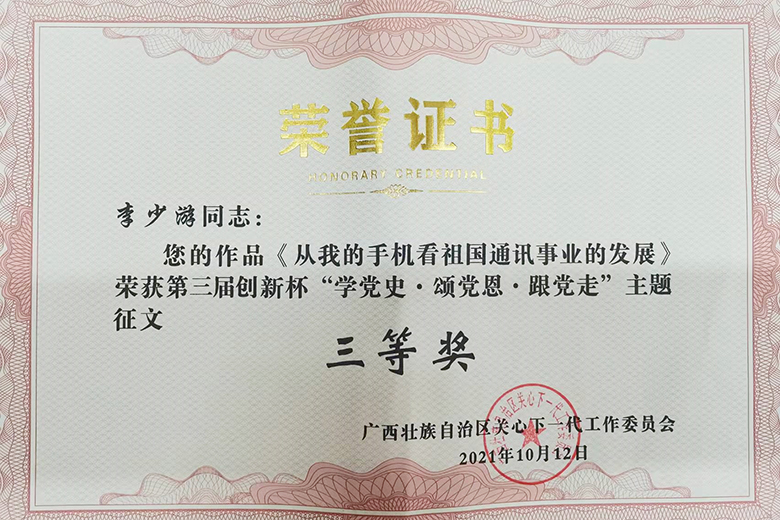 荣誉证书
HONORARY CREDENTIAL
李少游同志：
您的作品《从我的手机看祖国通讯事业的发展》
荣获第三届创新杯“学党史·颂党恩·跟党走”主题
征文
三等奖
广西壮族自治区关心下一代工作委员会
2021年10月12日